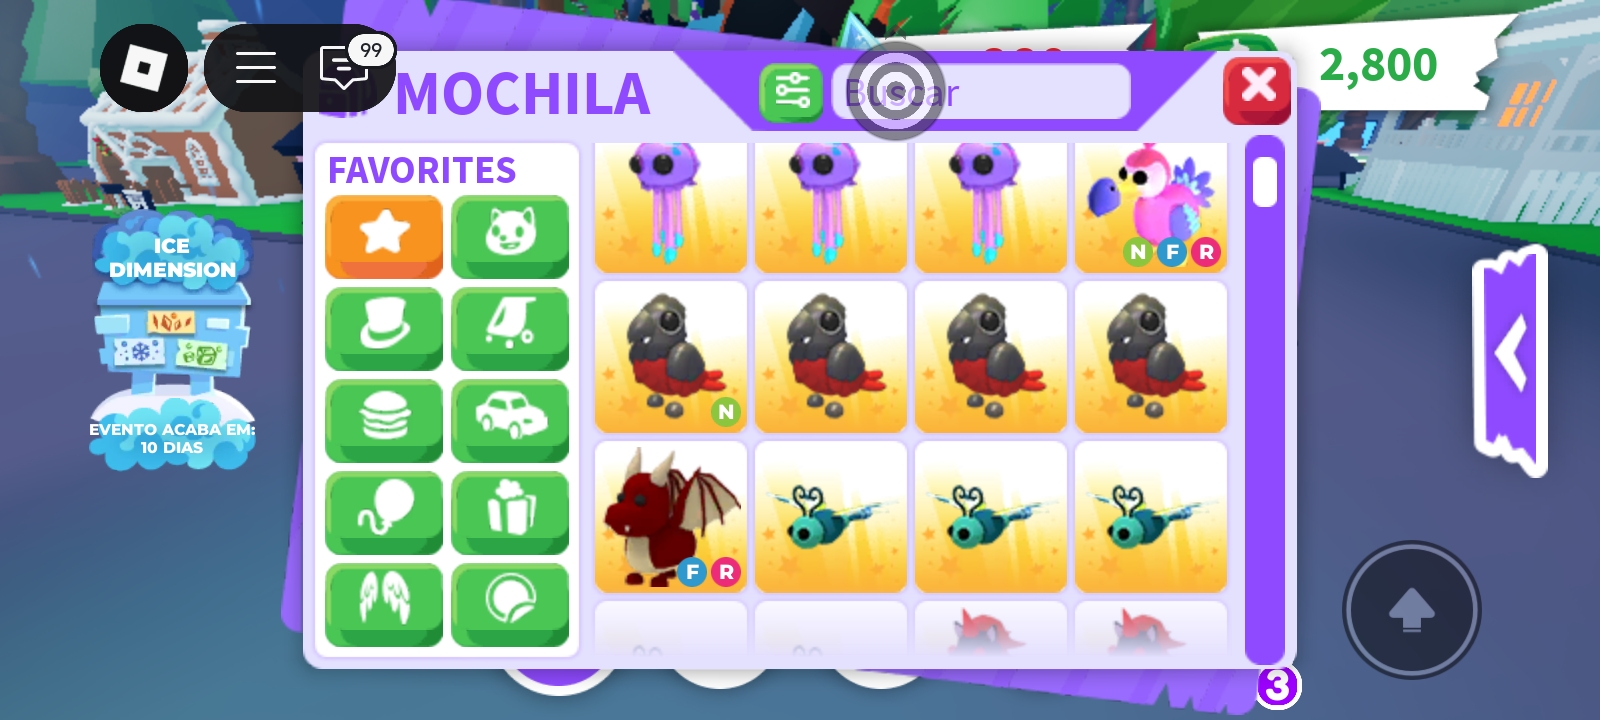 99
MOCHILA
Buscar
2,800
FAVORITES
ICE
DIMENSION
N F R
EVENTO ACABA EM:
10 DIAS
N
F R
3